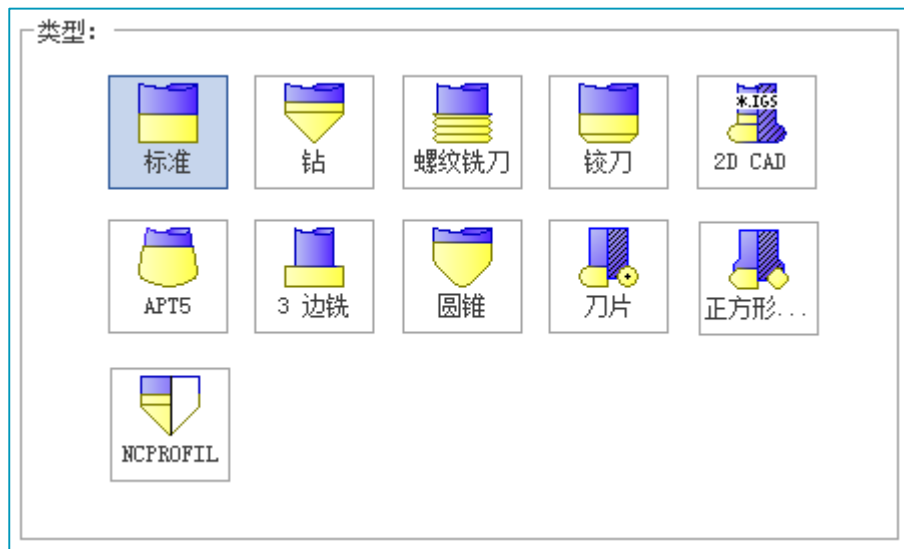 类型：
标准
钻
螺纹铣刀
铰刀
*.IGS
2D CAD
APT5
3 边铣
圆锥
刀片
正方形...
NCPROFIL